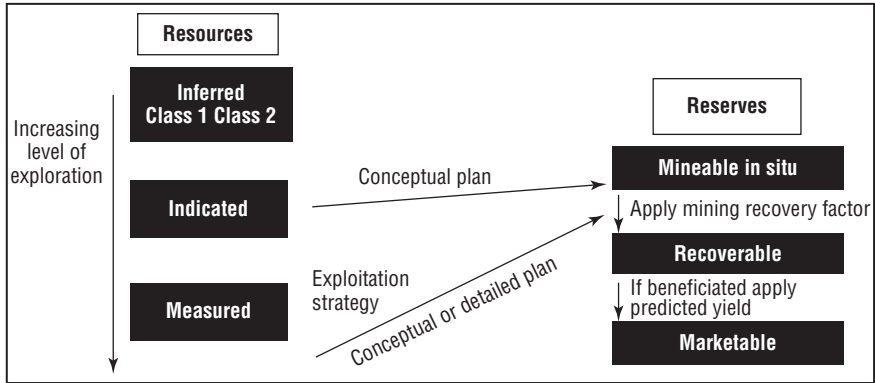 Resources
Inferred
Class 1 Class 2
Increasing
level of
exploration
Indicated
Measured
Conceptual plan
Exploitation
strategy
Conceptual or detailed plan
Reserves
Mineable in situ
Apply mining recovery factor
Recoverable
If beneficiated apply
predicted yield
Marketable